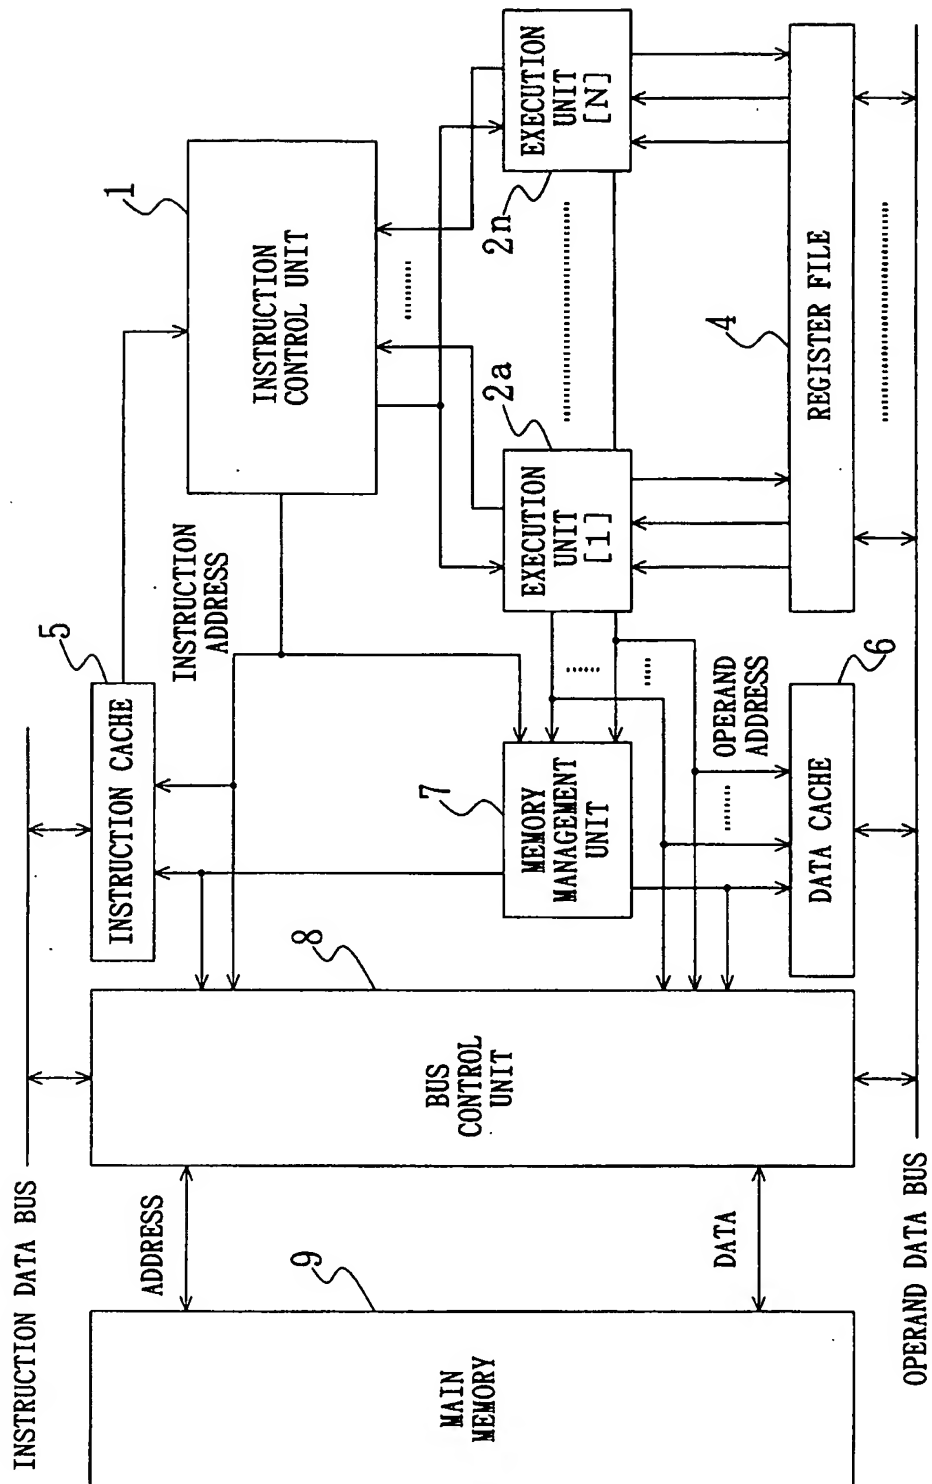 INSTRUCTION DATA BUS
5
INSTRUCTION CACHE
1
INSTRUCTION
CONTROL UNIT
INSTRUCTION
ADDRESS
EXECUTION
UNIT
[N]
2n
EXECUTION
UNIT
[1]
2a
7
MEMORY
MANAGEMENT
UNIT
OPERAND
ADDRESS
4
REGISTER FILE
6
DATA CACHE
8
BUS
CONTROL
UNIT
ADDRESS
DATA
9
MAIN
MEMORY
OPERAND DATA BUS